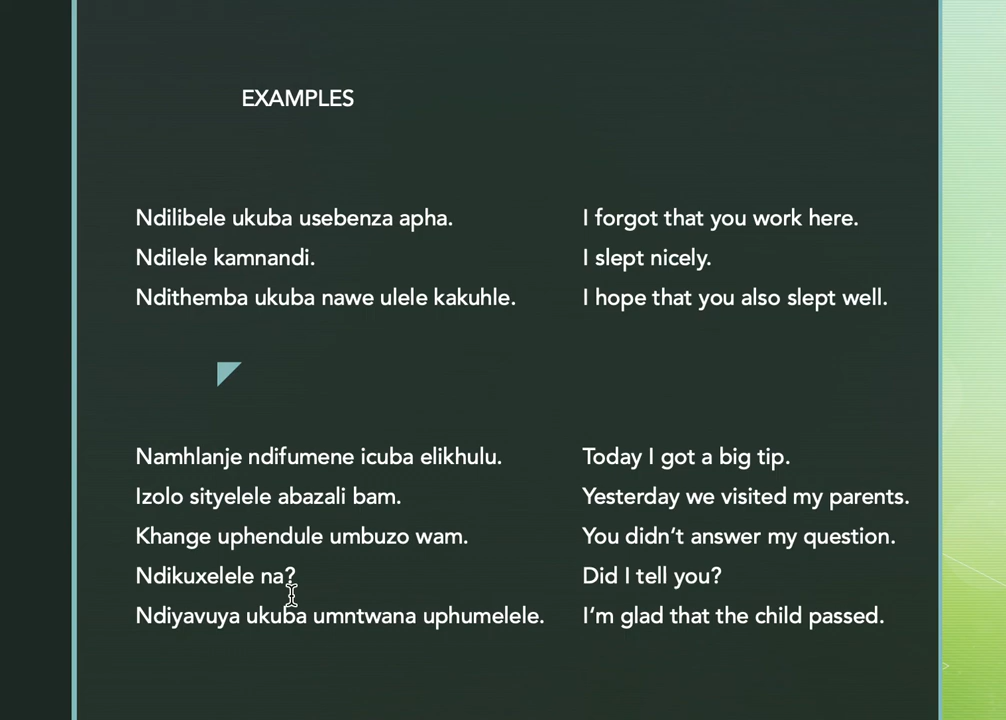 EXAMPLES
Ndilibele ukuba usebenza apha. I forgot that you work here.
Ndilele kamnandi. I slept nicely.
Ndithemba ukuba nawe ulele kakuhle. I hope that you also slept well.
Namhlanje ndifumene icuba elikhulu. Today I got a big tip.
Izolo sityelele abazali bam. Yesterday we visited my parents.
Khange uphendule umbuzo wam. You didn't answer my question.
Ndikuxelele na? Did I tell you?
Ndiyavuya ukuba umntwana uphumelele. I'm glad that the child passed.